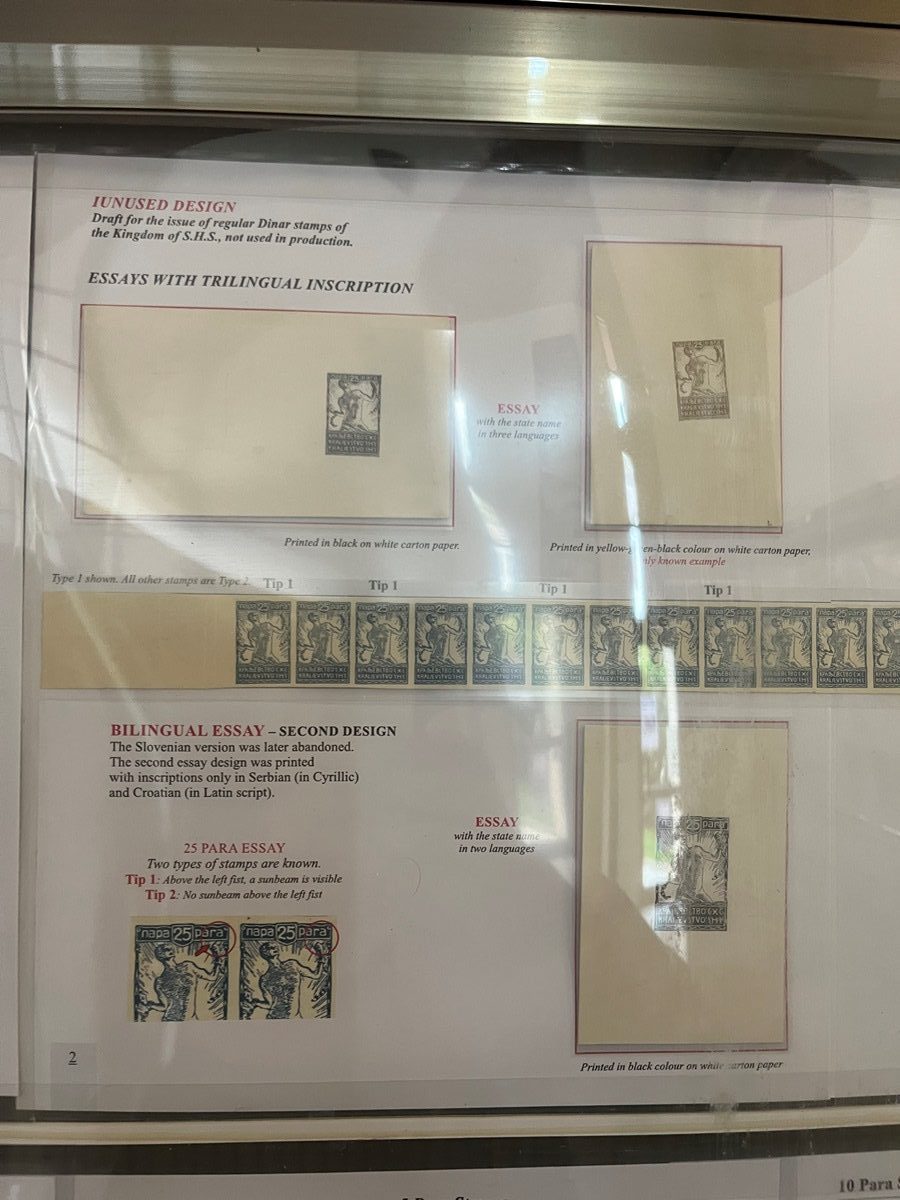 IUNUSED DESIGN
Draft for the issue of regular Dinar stamps of
the Kingdom of S.H.S., not used in production.
ESSAYS WITH TRILINGUAL INSCRIPTION
ESSAY
with the state name
in three languages
Printed in black on white carton paper.
Printed in yellow-green-black colour on white carton paper,
only known example
Type 1 shown. All other stamps are Type 2.
Tip 1
Tip 1
Tip 1
Tip 1
пара 25 para
BILINGUAL ESSAY – SECOND DESIGN
The Slovenian version was later abandoned.
The second essay design was printed
with inscriptions only in Serbian (in Cyrillic)
and Croatian (in Latin script).
25 PARA ESSAY
Two types of stamps are known.
Tip 1: Above the left fist, a sunbeam is visible
Tip 2: No sunbeam above the left fist
ESSAY
with the state name
in two languages
пара 25 para
пара 25 para
пара 25 para
Printed in black colour on white carton paper
2
10 Para